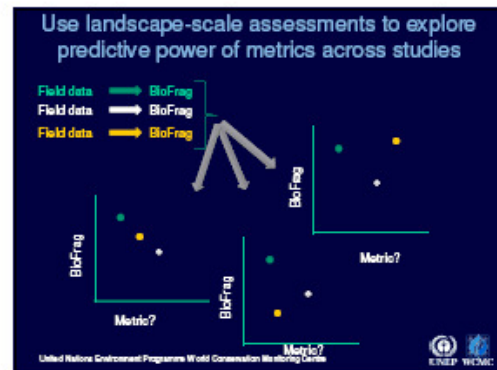 Use landscape-scale assessments to explore
predictive power of metrics across studies
Field data BioFrag
Field data BioFrag
Field data BioFrag
BioFrag
Metric?
BioFrag
Metric?
BioFrag
Metric?
United Nations Environment Programme World Conservation Monitoring Centre
UNEP WCMC